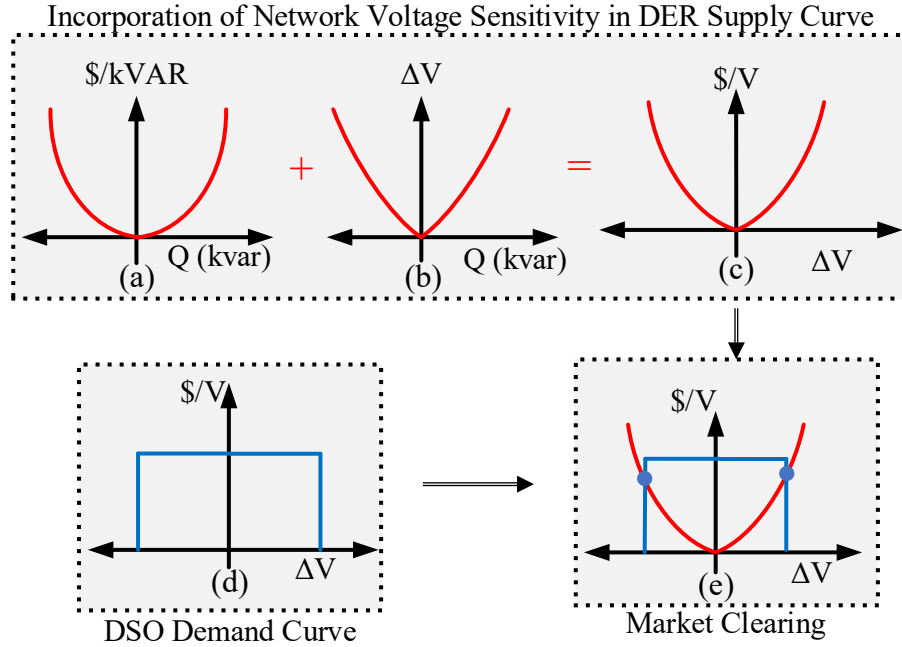 Incorporation of Network Voltage Sensitivity in DER Supply Curve
$/kVAR
Q (kvar)
(a)
+
ΔV
Q (kvar)
(b)
=
$/V
ΔV
(c)
$/V
ΔV
(d)
DSO Demand Curve
$/V
ΔV
(e)
Market Clearing